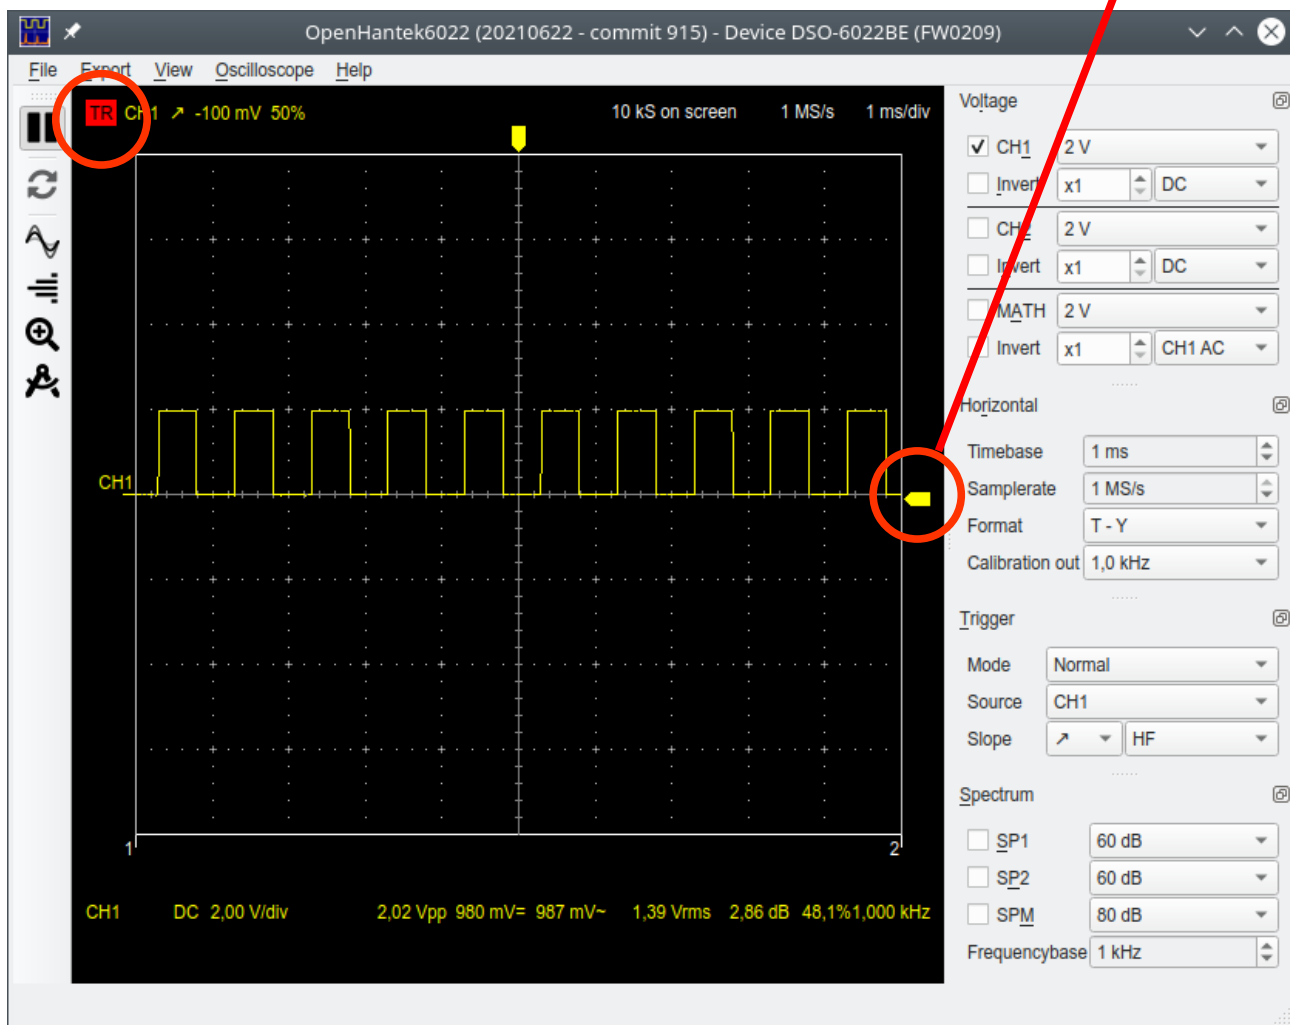 OpenHantek6022 (20210622 - commit 915) - Device DSO-6022BE (FW0209)
File Export View Oscilloscope Help
TR CH1 ↗ -100 mV 50% 10 kS on screen 1 MS/s 1 ms/div
CH1
1 2
CH1 DC 2,00 V/div 2,02 Vpp 980 mV= 987 mV~ 1,39 Vrms 2,86 dB 48,1% 1,000 kHz
Voltage
CH1 2 V
Invert x1 DC
CH2 2 V
Invert x1 DC
MATH 2 V
Invert x1 CH1 AC
Horizontal
Timebase 1 ms
Samplerate 1 MS/s
Format T - Y
Calibration out 1,0 kHz
Trigger
Mode Normal
Source CH1
Slope ↗ HF
Spectrum
SP1 60 dB
SP2 60 dB
SPM 80 dB
Frequencybase 1 kHz